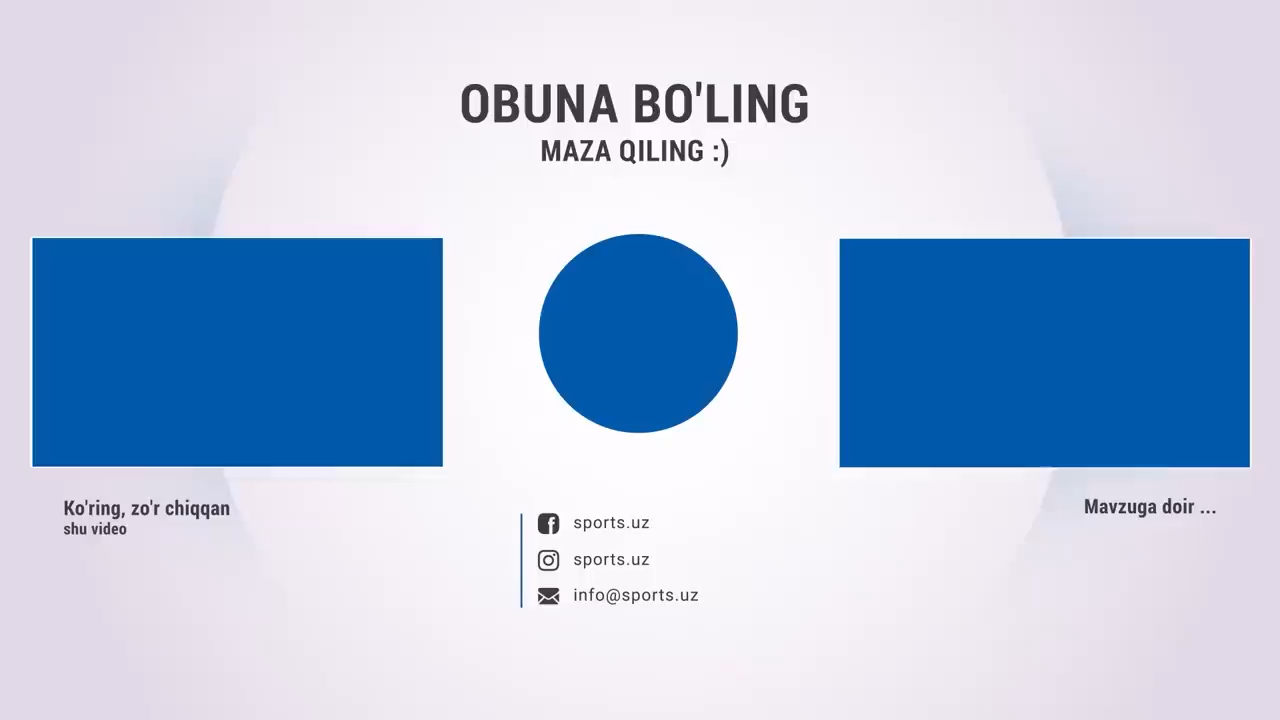 OBUNA BO'LING
MAZA QILING :)
Ko'ring, zo'r chiqqan
shu video
Mavzuga doir ...
sports.uz
sports.uz
info@sports.uz